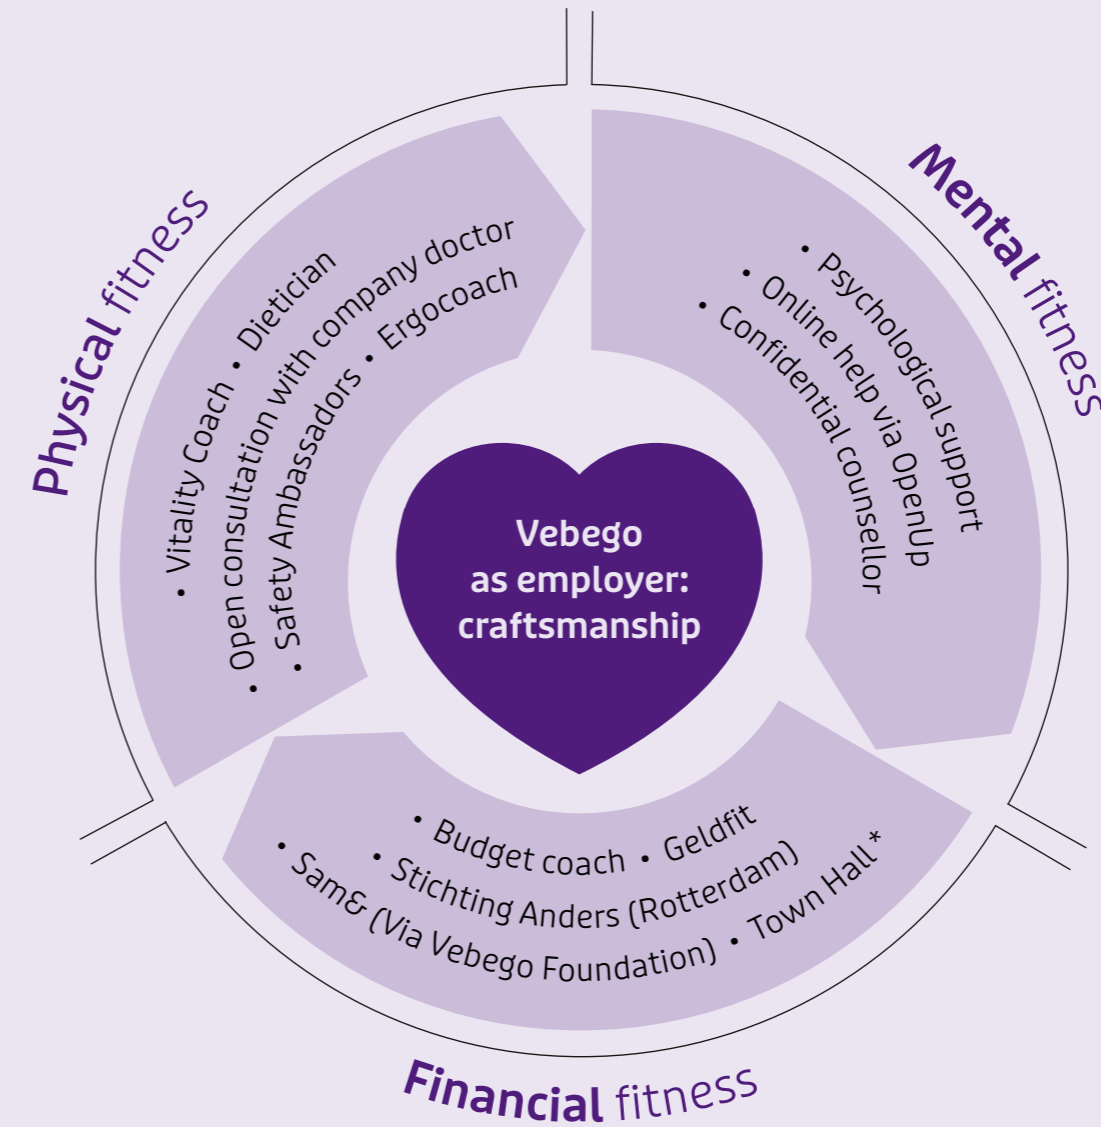 Physical fitness
• Vitality Coach • Dietician
• Open consultation with company doctor
• Safety Ambassadors • Ergocoach
Mental fitness
• Psychological support
• Online help via OpenUp
• Confidential counsellor
Vebego
as employer:
craftsmanship
• Budget coach • Geldfit
• Stichting Anders (Rotterdam)
• Sam& (Via Vebego Foundation) • Town Hall*
Financial fitness